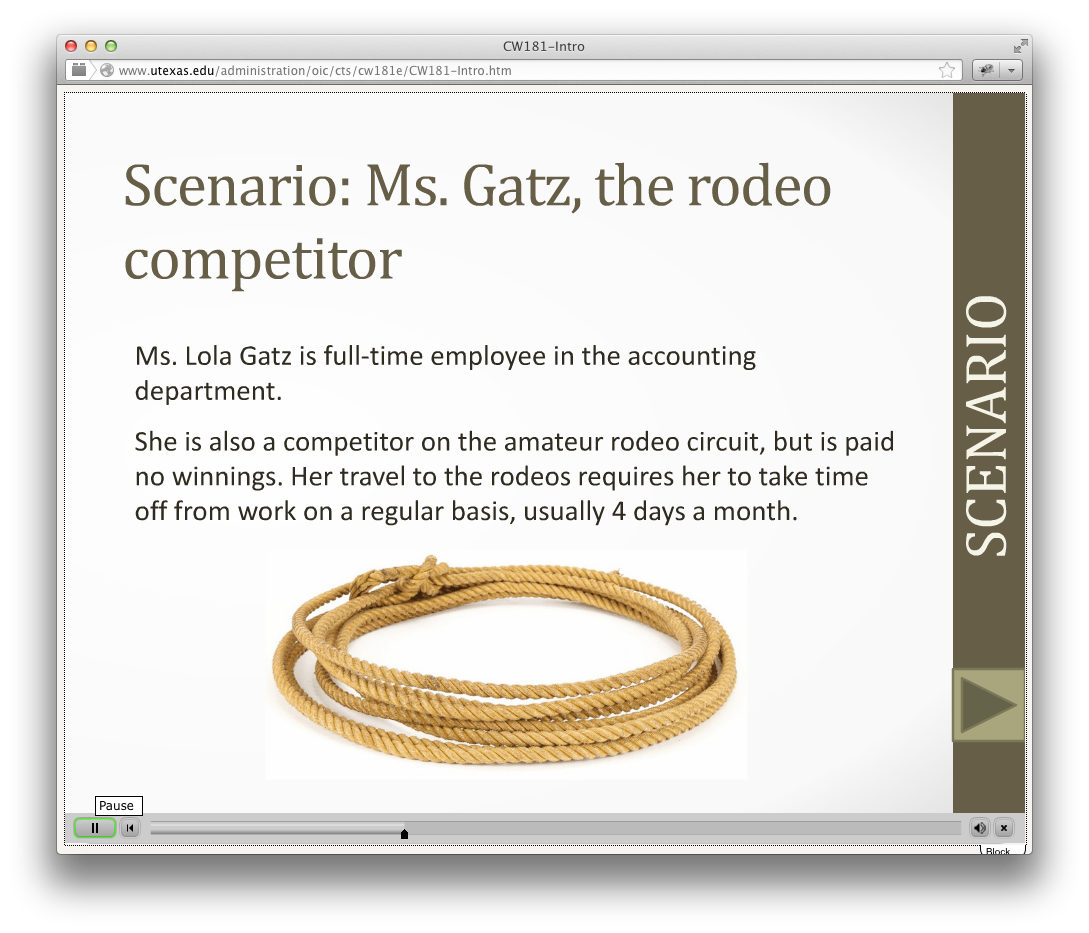 CW181-Intro
www.utexas.edu/administration/oic/cts/cw181e/CW181-Intro.htm
Scenario: Ms. Gatz, the rodeo
competitor
Ms. Lola Gatz is full-time employee in the accounting
department.
She is also a competitor on the amateur rodeo circuit, but is paid
no winnings. Her travel to the rodeos requires her to take time
off from work on a regular basis, usually 4 days a month.
SCENARIO
Pause
Block